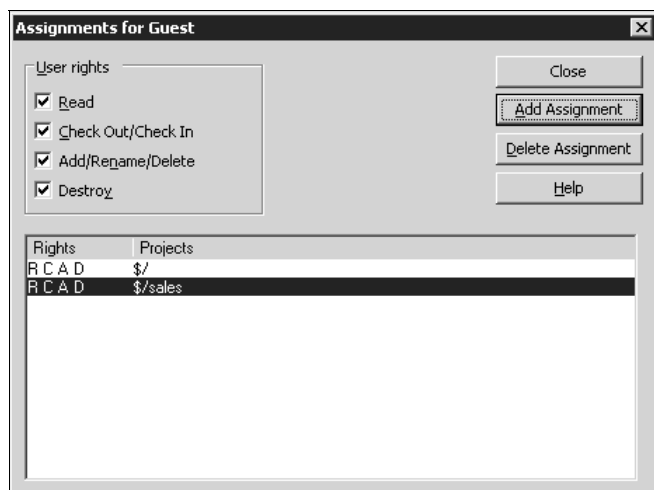 Assignments for Guest
User rights
Read
Check Out/Check In
Add/Rename/Delete
Destroy
Close
Add Assignment
Delete Assignment
Help
Rights Projects
R C A D $/
R C A D $/sales